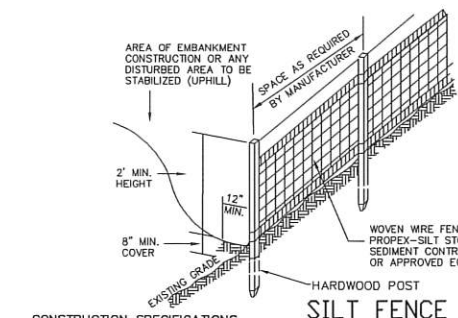 AREA OF EMBANKMENT
CONSTRUCTION OR ANY
DISTURBED AREA TO BE
STABILIZED (UPHILL)
SPACE AS REQUIRED
BY MANUFACTURER
2' MIN.
HEIGHT
12"
MIN.
8" MIN.
COVER
EXISTING GRADE
WOVEN WIRE FEN
PROPEX-SILT STO
SEDIMENT CONTR
OR APPROVED E
HARDWOOD POST
CONSTRUCTION SPECIFICATIONS
SILT FENCE